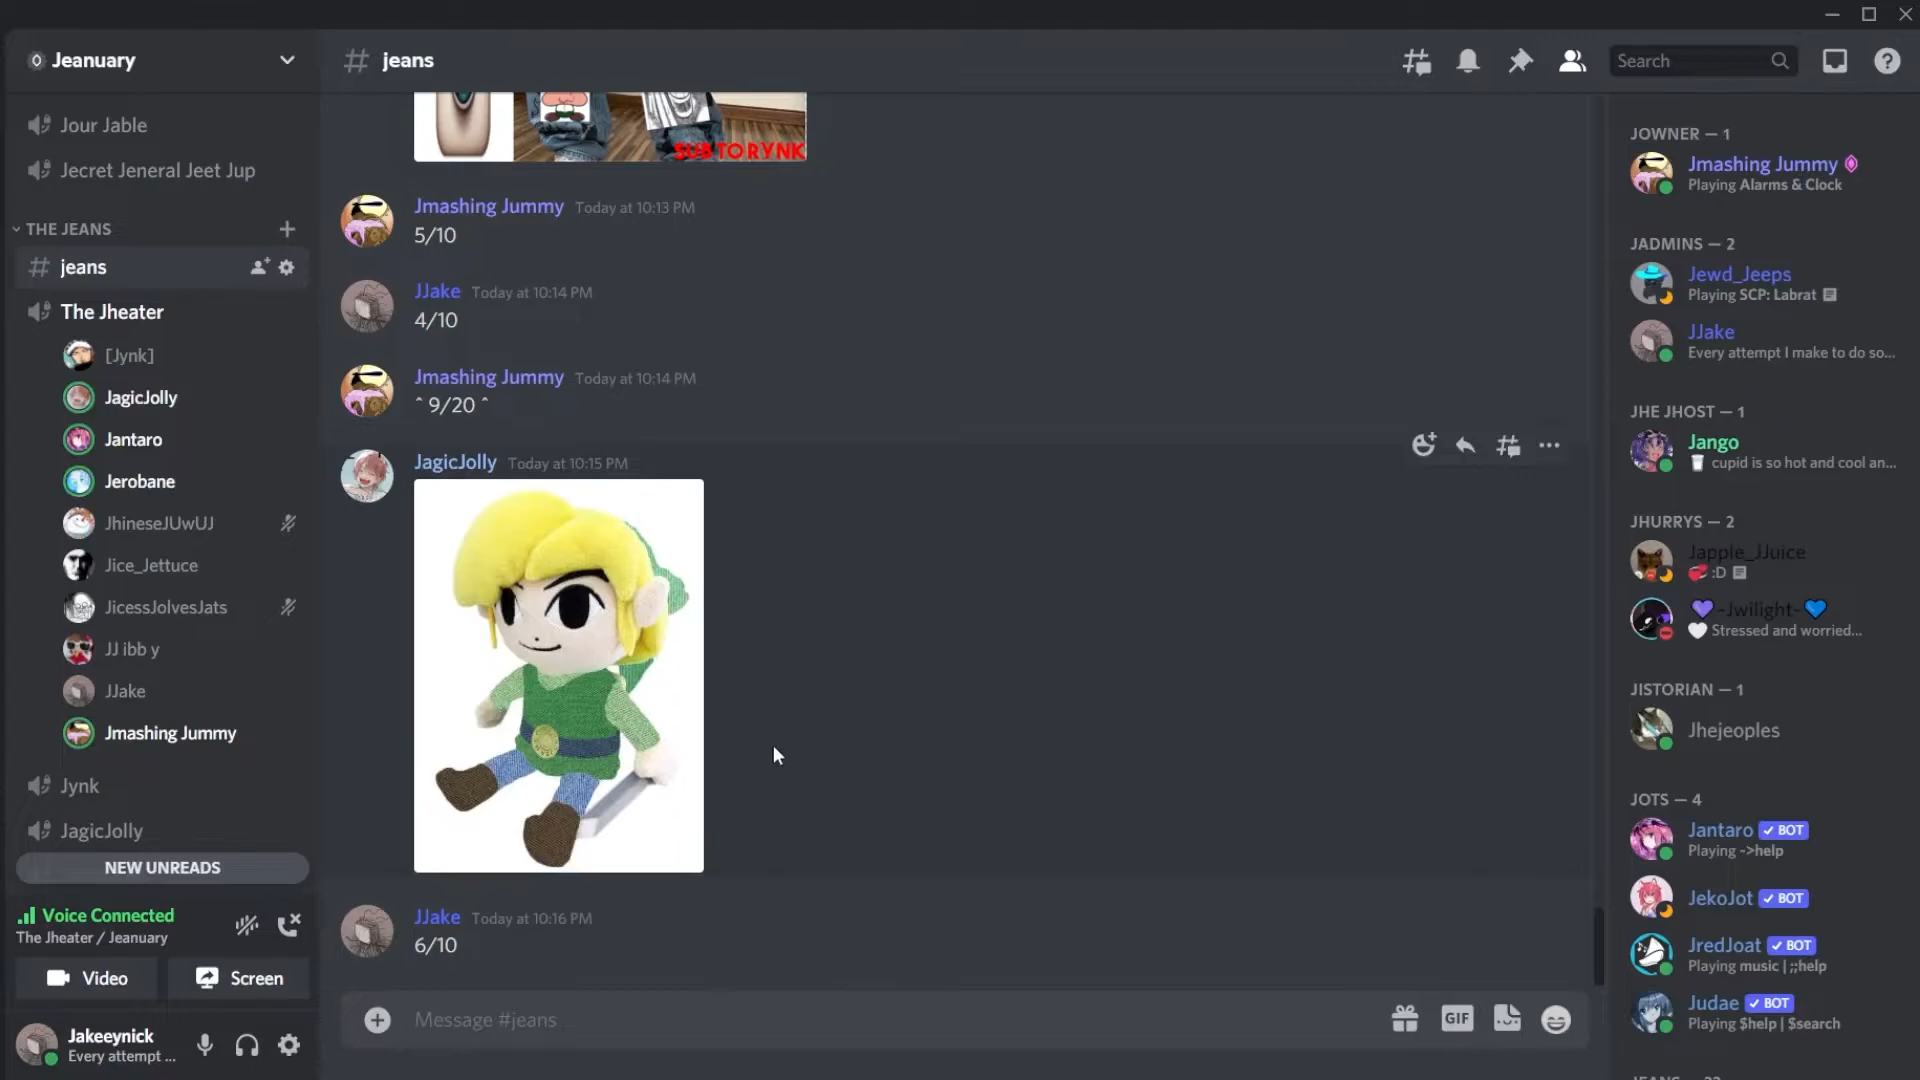 Jeanuary
Jour Jable
Jecret Jeneral Jeet Jup
THE JEANS
jeans
The Jheater
[Jynk]
JagicJolly
Jantaro
Jerobane
JhineseJUwUJ
Jice_Jettuce
JicessJolvesJats
JJ ibb y
JJake
Jmashing Jummy
Jynk
JagicJolly
NEW UNREADS
Voice Connected
The Jheater / Jeanuary
Video
Screen
Jakeeynick
Every attempt ...
jeans
Search
SUBTORYNK
Jmashing Jummy Today at 10:13 PM
5/10
JJake Today at 10:14 PM
4/10
Jmashing Jummy Today at 10:14 PM
^ 9/20 ^
JagicJolly Today at 10:15 PM
JJake Today at 10:16 PM
6/10
Message #jeans
GIF
JOWNER — 1
Jmashing Jummy
Playing Alarms & Clock
JADMINS — 2
Jewd_Jeeps
Playing SCP: Labrat
JJake
Every attempt I make to do so...
JHE JHOST — 1
Jango
cupid is so hot and cool an...
JHURRYS — 2
Japple_JJuice
:D
-Jwilight-
Stressed and worried...
JISTORIAN — 1
Jhejeoples
JOTS — 4
Jantaro BOT
Playing ->help
JekoJot BOT
JredJoat BOT
Playing music | ;;help
Judae BOT
Playing $help | $search